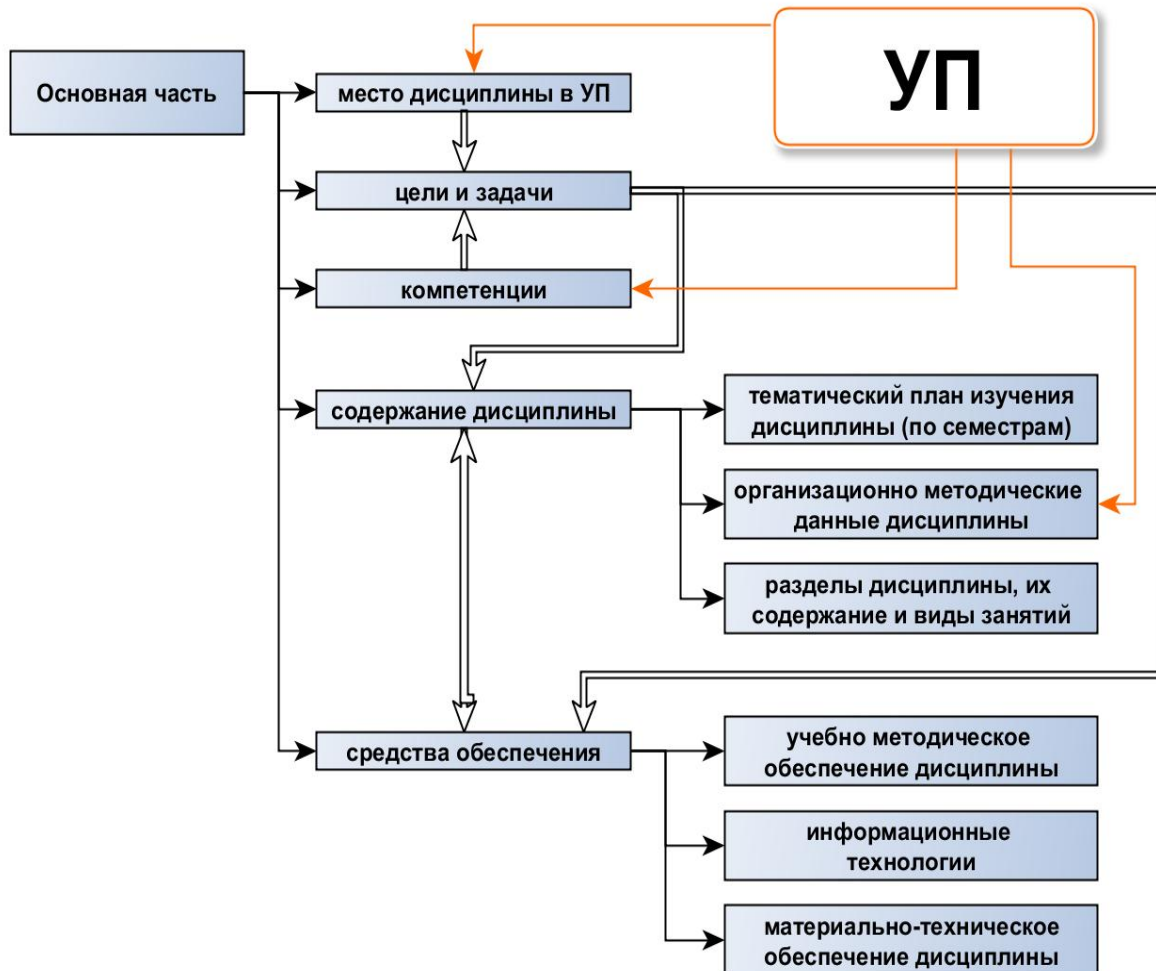 УП
Основная часть
место дисциплины в УП
цели и задачи
компетенции
содержание дисциплины
тематический план изучения
дисциплины (по семестрам)
организационно методические
данные дисциплины
разделы дисциплины, их
содержание и виды занятий
средства обеспечения
учебно методическое
обеспечение дисциплины
информационные
технологии
материально-техническое
обеспечение дисциплины